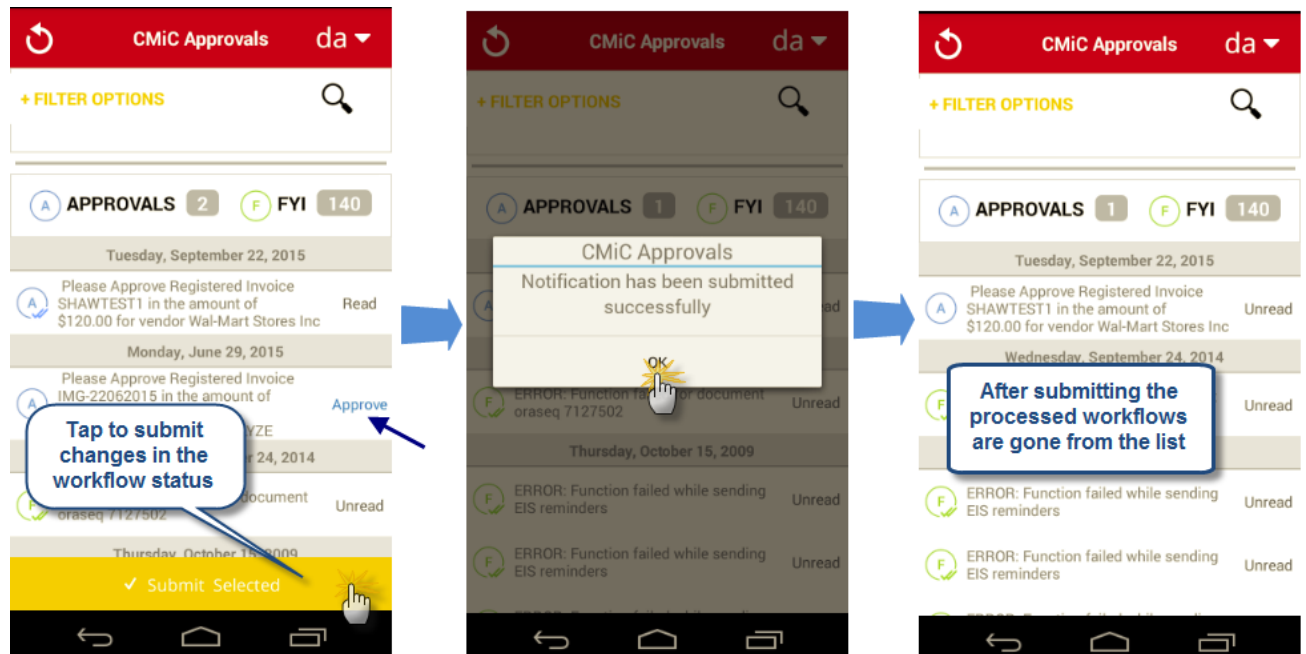 CMiC Approvals da
+ FILTER OPTIONS
A APPROVALS 2 F FYI 140
Tuesday, September 22, 2015
Please Approve Registered Invoice
A SHAWTEST1 in the amount of Read
$120.00 for vendor Wal-Mart Stores Inc
Monday, June 29, 2015
Please Approve Registered Invoice
A IMG-22062015 in the amount of
Approve
YZE
Tap to submit
changes in the
workflow status
r 24, 2014
document Unread
oraseq 7127502
Thursday, October 15, 2009
✓ Submit Selected
CMiC Approvals da
+ FILTER OPTIONS
A APPROVALS 1 F FYI 140
CMiC Approvals
Notification has been submitted
successfully
OK
ad
F ERROR: Function fa or document Unread
oraseq 7127502
Thursday, October 15, 2009
F ERROR: Function failed while sending Unread
EIS reminders
F ERROR: Function failed while sending Unread
EIS reminders
CMiC Approvals da
+ FILTER OPTIONS
A APPROVALS 1 F FYI 140
Tuesday, September 22, 2015
Please Approve Registered Invoice
A SHAWTEST1 in the amount of Unread
$120.00 for vendor Wal-Mart Stores Inc
Wednesday, September 24, 2014
Unread
After submitting the
processed workflows
are gone from the list
F ERROR: Function failed while sending Unread
EIS reminders
F ERROR: Function failed while sending Unread
EIS reminders